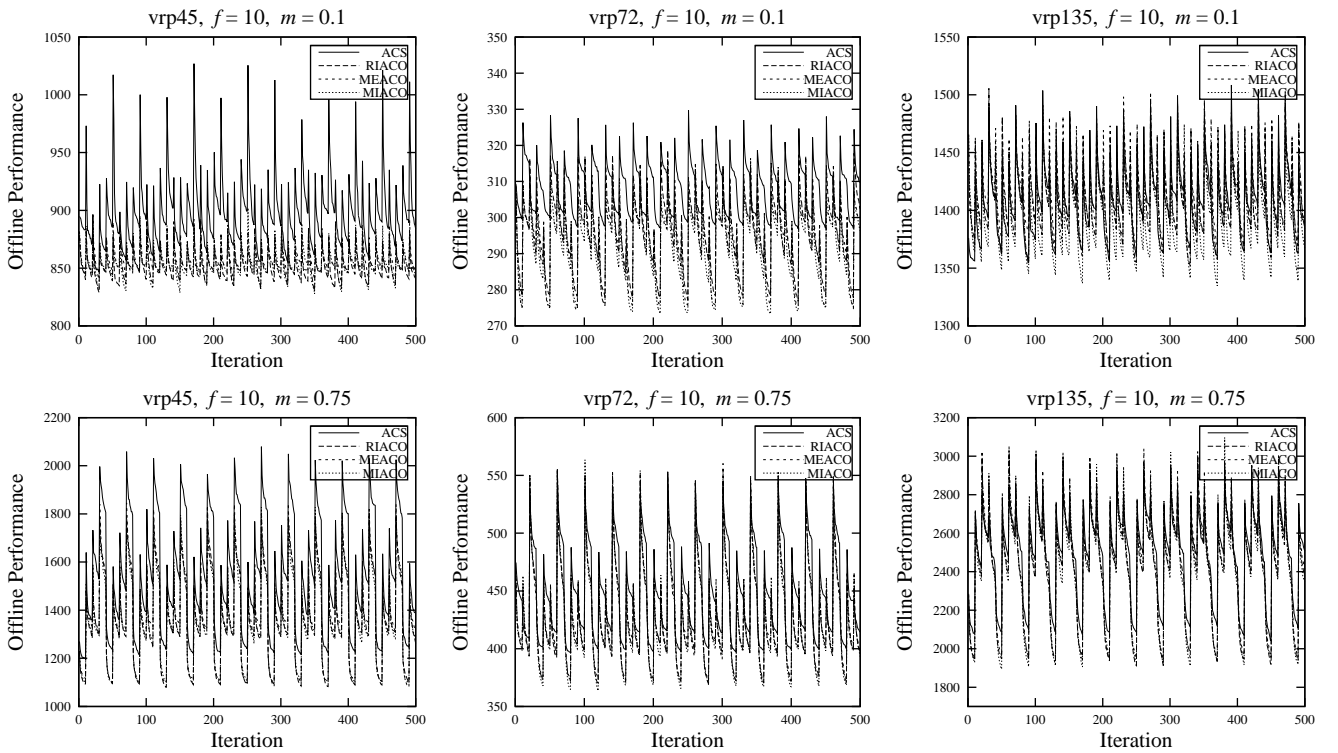 vrp45, f = 10, m = 0.1
Offline Performance
1050
1000
950
900
850
800
0 100 200 300 400 500
Iteration
ACS
RIACO
MEACO
MIACO
vrp72, f = 10, m = 0.1
Offline Performance
350
340
330
320
310
300
290
280
270
0 100 200 300 400 500
Iteration
ACS
RIACO
MEACO
MIACO
vrp135, f = 10, m = 0.1
Offline Performance
1550
1500
1450
1400
1350
1300
0 100 200 300 400 500
Iteration
ACS
RIACO
MEACO
MIACO
vrp45, f = 10, m = 0.75
Offline Performance
2200
2000
1800
1600
1400
1200
1000
0 100 200 300 400 500
Iteration
ACS
RIACO
MEACO
MIACO
vrp72, f = 10, m = 0.75
Offline Performance
600
550
500
450
400
350
0 100 200 300 400 500
Iteration
ACS
RIACO
MEACO
MIACO
vrp135, f = 10, m = 0.75
Offline Performance
3200
3000
2800
2600
2400
2200
2000
1800
0 100 200 300 400 500
Iteration
ACS
RIACO
MEACO
MIACO